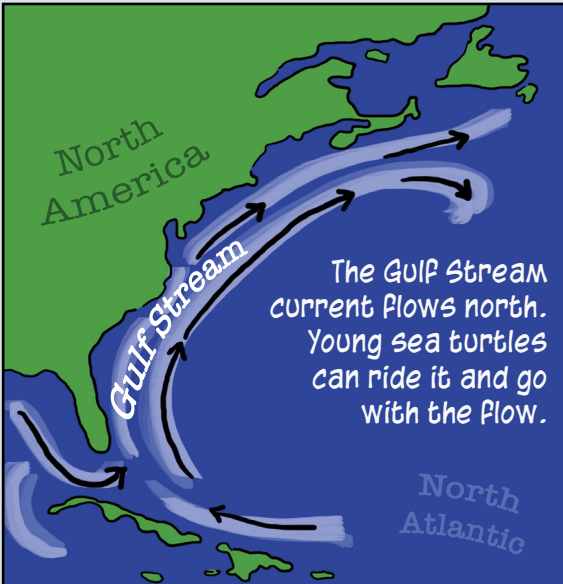 North
America
Gulf Stream
The Gulf Stream
current flows north.
Young sea turtles
can ride it and go
with the flow.
North
Atlantic